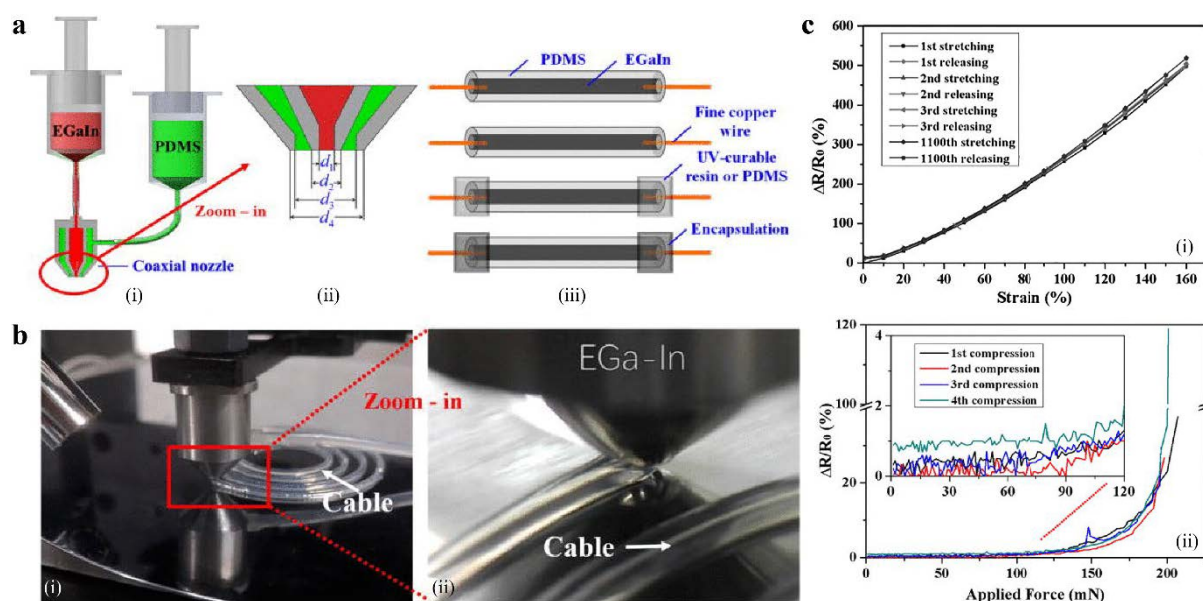 a
EGaIn
PDMS
Zoom – in
Coaxial nozzle
(i)
d1
d2
d3
d4
(ii)
PDMS
EGaIn
Fine copper
wire
UV-curable
resin or PDMS
Encapsulation
(iii)
b
Zoom - in
Cable
(i)
EGa-In
Cable
(ii)
c
600
500
400
300
200
100
0
ΔR/R0 (%)
1st stretching
1st releasing
2nd stretching
2nd releasing
3rd stretching
3rd releasing
1100th stretching
1100th releasing
(i)
0 20 40 60 80 100 120 140 160
Strain (%)
120
100
20
0
ΔR/R0 (%)
4
2
0
1st compression
2nd compression
3rd compression
4th compression
0 20 40 60 80 100 120
(ii)
0 50 100 150 200
Applied Force (mN)